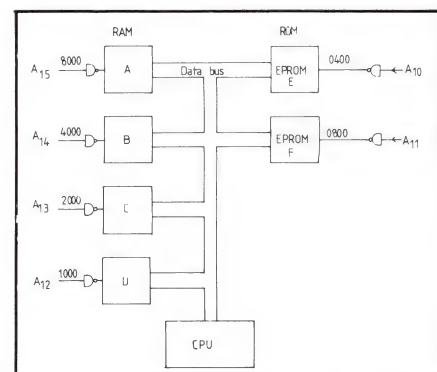 RAM
ROM
A15
8000
A
Data bus
EPROM
E
0400
A10
A14
4000
B
EPROM
F
0800
A11
A13
2000
C
A12
1000
U
CPU